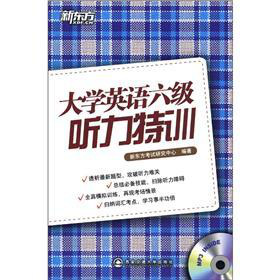 新东方
XDF.CN
大学英语六级
听力特训
新东方考试研究中心 编著
✓透析最新题型，攻破听力难关
✓总结必备技能，扫除听力障碍
✓全真模拟训练，再现考场情景
✓归纳词汇考点，学习事半功倍
MP3 INSIDE